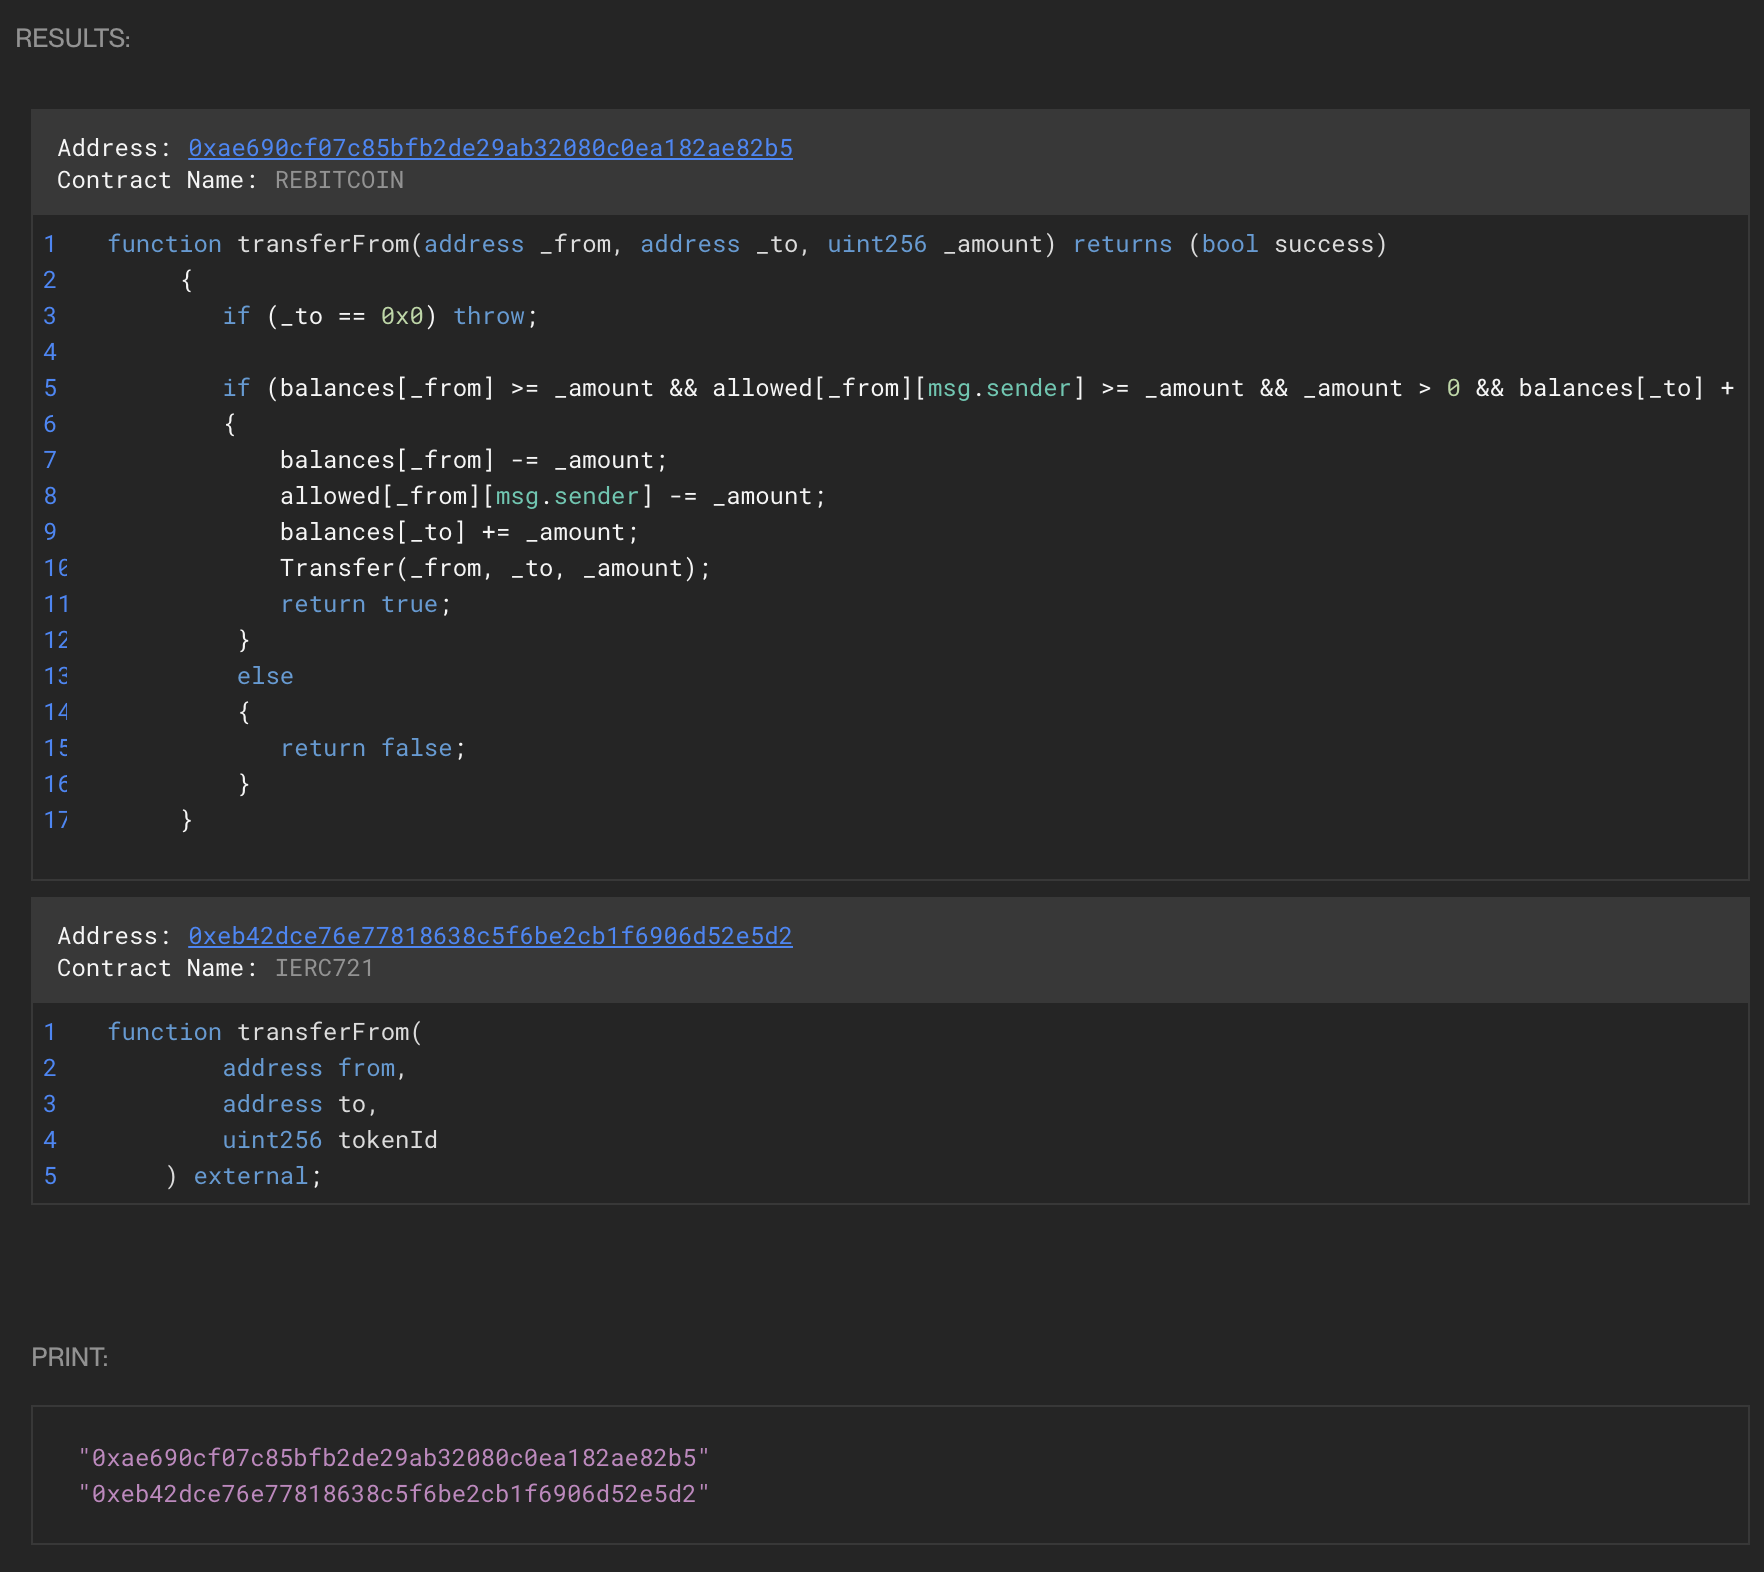 RESULTS:
Address: 0xae690cf07c85bfb2de29ab32080c0ea182ae82b5
Contract Name: REBITCOIN
1 function transferFrom(address _from, address _to, uint256 _amount) returns (bool success)
2 {
3 if (_to == 0x0) throw;
4
5 if (balances[_from] >= _amount && allowed[_from][msg.sender] >= _amount && _amount > 0 && balances[_to] +
6 {
7 balances[_from] -= _amount;
8 allowed[_from][msg.sender] -= _amount;
9 balances[_to] += _amount;
10 Transfer(_from, _to, _amount);
11 return true;
12 }
13 else
14 {
15 return false;
16 }
17 }
Address: 0xeb42dce76e77818638c5f6be2cb1f6906d52e5d2
Contract Name: IERC721
1 function transferFrom(
2 address from,
3 address to,
4 uint256 tokenId
5 ) external;
PRINT:
"0xae690cf07c85bfb2de29ab32080c0ea182ae82b5"
"0xeb42dce76e77818638c5f6be2cb1f6906d52e5d2"